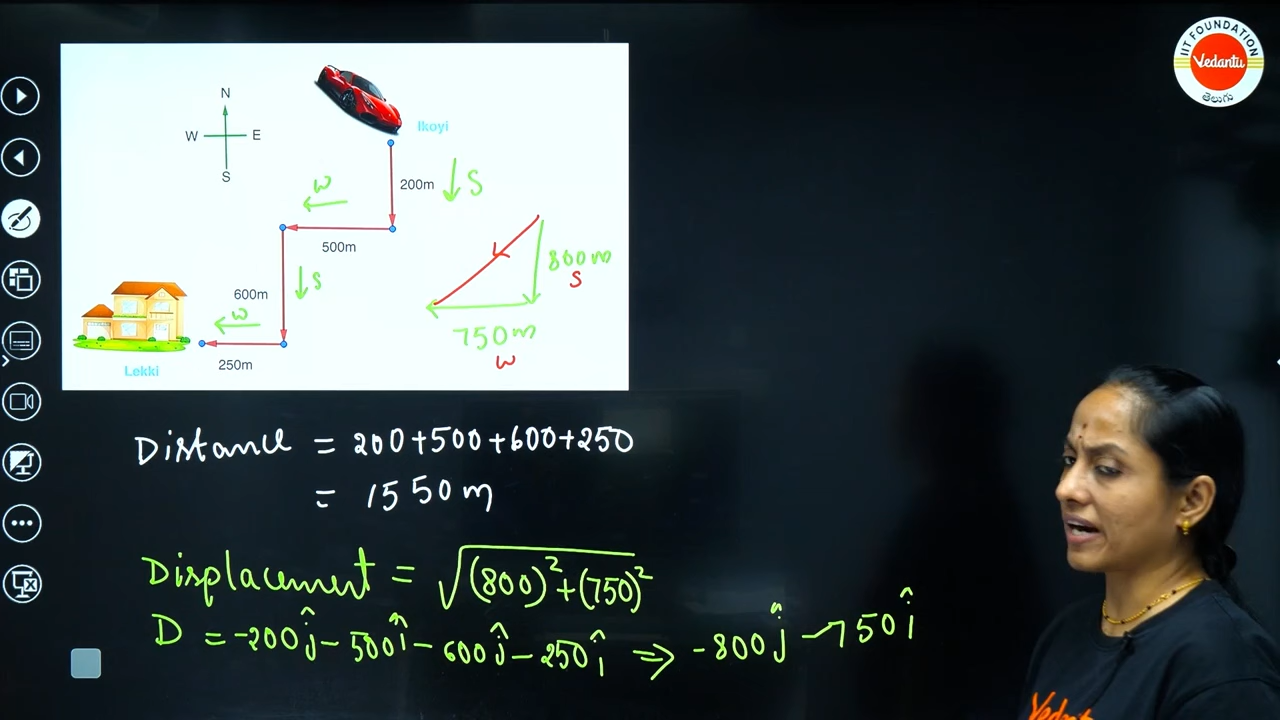 IIT FOUNDATION
Vedantu
తెలుగు
N
W E
S
Ikoyi
200m
↓ S
W
←
500m
800m
S
600m
↓ S
W
←
750m
W
250m
Lekki
Distance = 200+500+600+250
= 1550m
Displacement = √(800)²+(750)²
D = -200ĵ - 500î - 600ĵ - 250î ⇒ -800ĵ - 750î